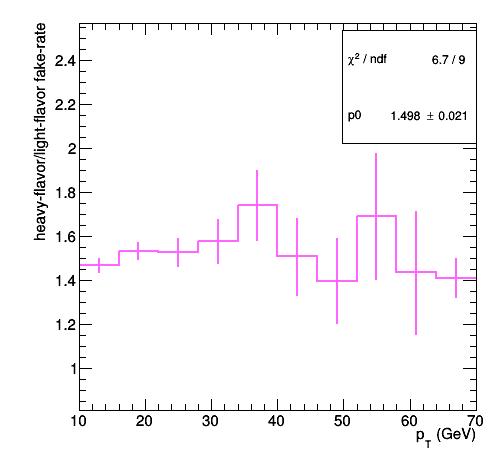 heavy-flavor/light-flavor fake-rate
χ² / ndf 6.7 / 9
p0 1.498 ± 0.021
2.4
2.2
2
1.8
1.6
1.4
1.2
1
10 20 30 40 50 60 70
p_T (GeV)